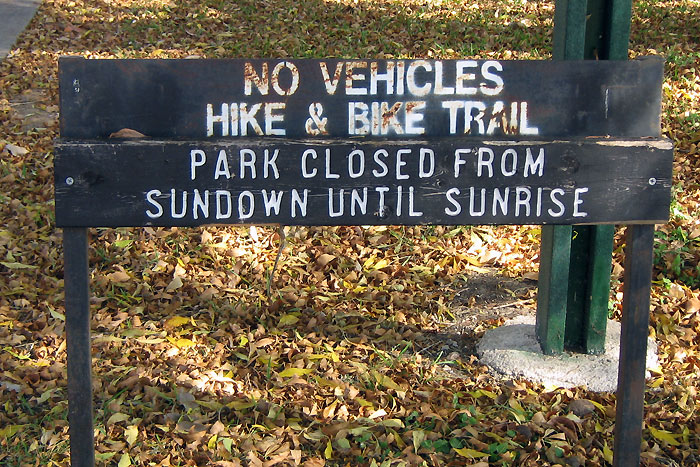 NO VEHICLES
HIKE & BIKE TRAIL
PARK CLOSED FROM
SUNDOWN UNTIL SUNRISE